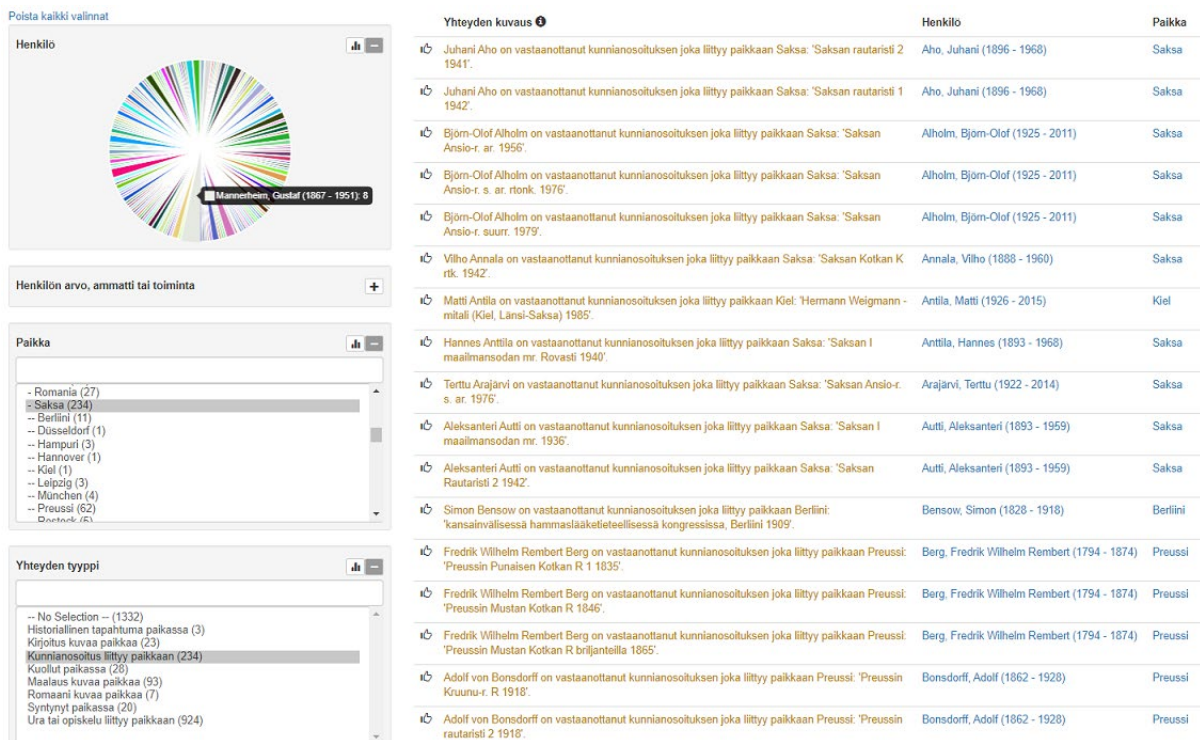 Poista kaikki valinnat
Henkilö
Mannerheim, Gustaf (1867 - 1951): 8
Henkilön arvo, ammatti tai toiminta
Paikka
- Romania (27)
- Saksa (234)
-- Berliini (11)
-- Düsseldorf (1)
-- Hampuri (3)
-- Hannover (1)
-- Kiel (1)
-- Leipzig (3)
-- München (4)
-- Preussi (62)
-- Rostock (5)
Yhteyden tyyppi
-- No Selection -- (1332)
Historiallinen tapahtuma paikassa (3)
Kirjoitus kuvaa paikkaa (23)
Kunnianosoitus liittyy paikkaan (234)
Kuollut paikassa (28)
Maalaus kuvaa paikkaa (93)
Romaani kuvaa paikkaa (7)
Syntynyt paikassa (20)
Ura tai opiskelu liittyy paikkaan (924)
Yhteyden kuvaus Henkilö Paikka
Juhani Aho on vastaanottanut kunnianosoituksen joka liittyy paikkaan Saksa: 'Saksan rautaristi 2 Aho, Juhani (1896 - 1968) Saksa
1941'.
Juhani Aho on vastaanottanut kunnianosoituksen joka liittyy paikkaan Saksa: 'Saksan rautaristi 1 Aho, Juhani (1896 - 1968) Saksa
1942'.
Björn-Olof Alholm on vastaanottanut kunnianosoituksen joka liittyy paikkaan Saksa: 'Saksan Alholm, Björn-Olof (1925 - 2011) Saksa
Ansio-r. ar. 1956'.
Björn-Olof Alholm on vastaanottanut kunnianosoituksen joka liittyy paikkaan Saksa: 'Saksan Alholm, Björn-Olof (1925 - 2011) Saksa
Ansio-r. s. ar. rtonk. 1976'.
Björn-Olof Alholm on vastaanottanut kunnianosoituksen joka liittyy paikkaan Saksa: 'Saksan Alholm, Björn-Olof (1925 - 2011) Saksa
Ansio-r. suurr. 1979'.
Vilho Annala on vastaanottanut kunnianosoituksen joka liittyy paikkaan Saksa: 'Saksan Kotkan K Annala, Vilho (1888 - 1960) Saksa
rtk. 1942'.
Matti Antila on vastaanottanut kunnianosoituksen joka liittyy paikkaan Kiel: 'Hermann Weigmann - Antila, Matti (1926 - 2015) Kiel
mitali (Kiel, Länsi-Saksa) 1985'.
Hannes Anttila on vastaanottanut kunnianosoituksen joka liittyy paikkaan Saksa: 'Saksan I Anttila, Hannes (1893 - 1968) Saksa
maailmansodan mr. Rovasti 1940'.
Terttu Arajärvi on vastaanottanut kunnianosoituksen joka liittyy paikkaan Saksa: 'Saksan Ansio-r. Arajärvi, Terttu (1922 - 2014) Saksa
s. ar. 1976'.
Aleksanteri Autti on vastaanottanut kunnianosoituksen joka liittyy paikkaan Saksa: 'Saksan I Autti, Aleksanteri (1893 - 1959) Saksa
maailmansodan mr. 1936'.
Aleksanteri Autti on vastaanottanut kunnianosoituksen joka liittyy paikkaan Saksa: 'Saksan Autti, Aleksanteri (1893 - 1959) Saksa
Rautaristi 2 1942'.
Simon Bensow on vastaanottanut kunnianosoituksen joka liittyy paikkaan Berliini: Bensow, Simon (1828 - 1918) Berliini
'kansainvälisessä hammaslääketieteellisessä kongressissa, Berliini 1909'.
Fredrik Wilhelm Rembert Berg on vastaanottanut kunnianosoituksen joka liittyy paikkaan Preussi: Berg, Fredrik Wilhelm Rembert (1794 - 1874) Preussi
'Preussin Punaisen Kotkan R 1 1835'.
Fredrik Wilhelm Rembert Berg on vastaanottanut kunnianosoituksen joka liittyy paikkaan Preussi: Berg, Fredrik Wilhelm Rembert (1794 - 1874) Preussi
'Preussin Mustan Kotkan R 1846'.
Fredrik Wilhelm Rembert Berg on vastaanottanut kunnianosoituksen joka liittyy paikkaan Preussi: Berg, Fredrik Wilhelm Rembert (1794 - 1874) Preussi
'Preussin Mustan Kotkan R briljanteilla 1865'.
Adolf von Bonsdorff on vastaanottanut kunnianosoituksen joka liittyy paikkaan Preussi: 'Preussin Bonsdorff, Adolf (1862 - 1928) Preussi
Kruunu-r. R 1918'.
Adolf von Bonsdorff on vastaanottanut kunnianosoituksen joka liittyy paikkaan Preussi: 'Preussin Bonsdorff, Adolf (1862 - 1928) Preussi
rautaristi 2 1918'.